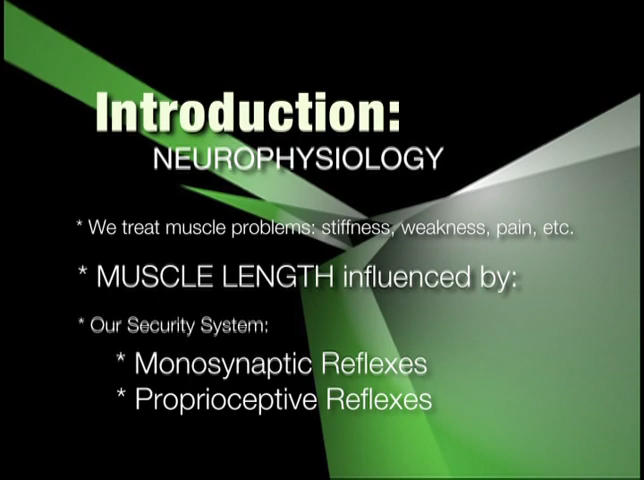 Introduction:
NEUROPHYSIOLOGY
* We treat muscle problems: stiffness, weakness, pain, etc.
* MUSCLE LENGTH influenced by:
* Our Security System:
* Monosynaptic Reflexes
* Proprioceptive Reflexes